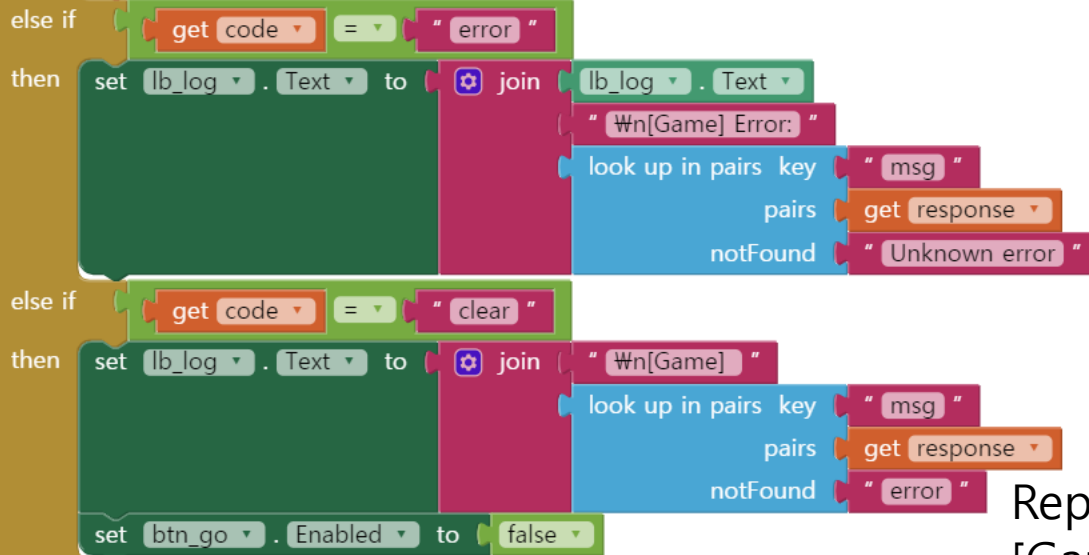 else if get code = " error "
then set lb_log . Text to join lb_log . Text
" ₩n[Game] Error: "
look up in pairs key " msg "
pairs get response
notFound " Unknown error "
else if get code = " clear "
then set lb_log . Text to join " ₩n[Game] "
look up in pairs key " msg "
pairs get response
notFound " error "
set btn_go . Enabled to false
Rep